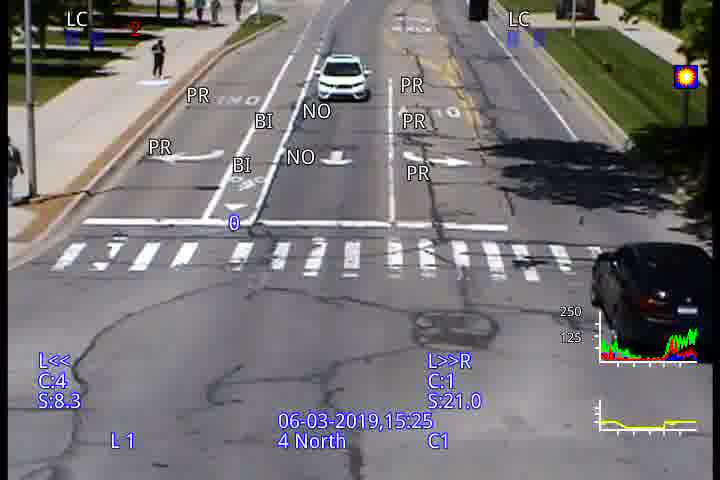 LC
2
LC
PR
PR
BI
NO
PR
PR
NO
BI
PR
0
250
125
L<<
C:4
S:8.3
L>>R
C:1
S:21.0
06-03-2019,15:25
L 1
4 North
C1
ONLY